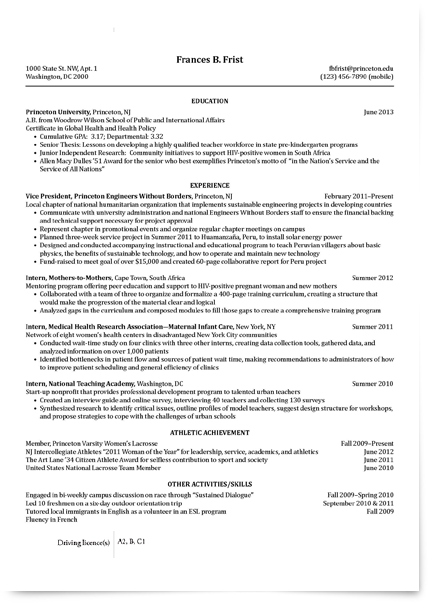 Frances B. Frist
1000 State St. NW, Apt. 1 fbfrist@princeton.edu
Washington, DC 2000 (123) 456-7890 (mobile)
EDUCATION
Princeton University, Princeton, NJ June 2013
A.B. from Woodrow Wilson School of Public and International Affairs
Certificate in Global Health and Health Policy
• Cumulative GPA: 3.17; Departmental: 3.32
• Senior Thesis: Lessons on developing a highly qualified teacher workforce in state pre-kindergarten programs
• Junior Independent Research: Community initiatives to support HIV-positive women in South Africa
• Allen Macy Dulles '51 Award for the senior who best exemplifies Princeton's motto of "in the Nation's Service and the
Service of All Nations"
EXPERIENCE
Vice President, Princeton Engineers Without Borders, Princeton, NJ February 2011–Present
Local chapter of national humanitarian organization that implements sustainable engineering projects in developing countries
• Communicate with university administration and national Engineers Without Borders staff to ensure the financial backing
and technical support necessary for project approval
• Represent chapter in promotional events and organize regular chapter meetings on campus
• Planned three-week service project in Summer 2011 to Huamanzaña, Peru, to install solar energy power
• Designed and conducted accompanying instructional and educational program to teach Peruvian villagers about basic
physics, the benefits of sustainable technology, and how to operate and maintain new technology
• Fund-raised to meet goal of over $15,000 and created 60-page collaborative report for Peru project
Intern, Mothers-to-Mothers, Cape Town, South Africa Summer 2012
Mentoring program offering peer education and support to HIV-positive pregnant woman and new mothers
• Collaborated with a team of three to organize and formalize a 400-page training curriculum, creating a structure that
would make the progression of the material clear and logical
• Analyzed gaps in the curriculum and composed modules to fill those gaps to create a comprehensive training program
Intern, Medical Health Research Association—Maternal Infant Care, New York, NY Summer 2011
Network of eight women's health centers in disadvantaged New York City communities
• Conducted wait-time study on four clinics with three other interns, creating data collection tools, gathered data, and
analyzed information on over 1,000 patients
• Identified bottlenecks in patient flow and sources of patient wait time, making recommendations to administrators of how
to improve patient scheduling and general efficiency of clinics
Intern, National Teaching Academy, Washington, DC Summer 2010
Start-up nonprofit that provides professional development program to talented urban teachers
• Created an interview guide and online survey, interviewing 40 teachers and collecting 130 surveys
• Synthesized research to identify critical issues, outline profiles of model teachers, suggest design structure for workshops,
and propose strategies to cope with the challenges of urban schools
ATHLETIC ACHIEVEMENT
Member, Princeton Varsity Women's Lacrosse Fall 2009–Present
NJ Intercollegiate Athletes "2011 Woman of the Year" for leadership, service, academics, and athletics June 2012
The Art Lane '34 Citizen Athlete Award for selfless contribution to sport and society June 2011
United States National Lacrosse Team Member June 2010
OTHER ACTIVITIES/SKILLS
Engaged in bi-weekly campus discussion on race through "Sustained Dialogue" Fall 2009–Spring 2010
Led 10 freshmen on a six-day outdoor orientation trip September 2010 & 2011
Tutored local immigrants in English as a volunteer in an ESL program Fall 2009
Fluency in French
Driving licence(s) A2, B, C1